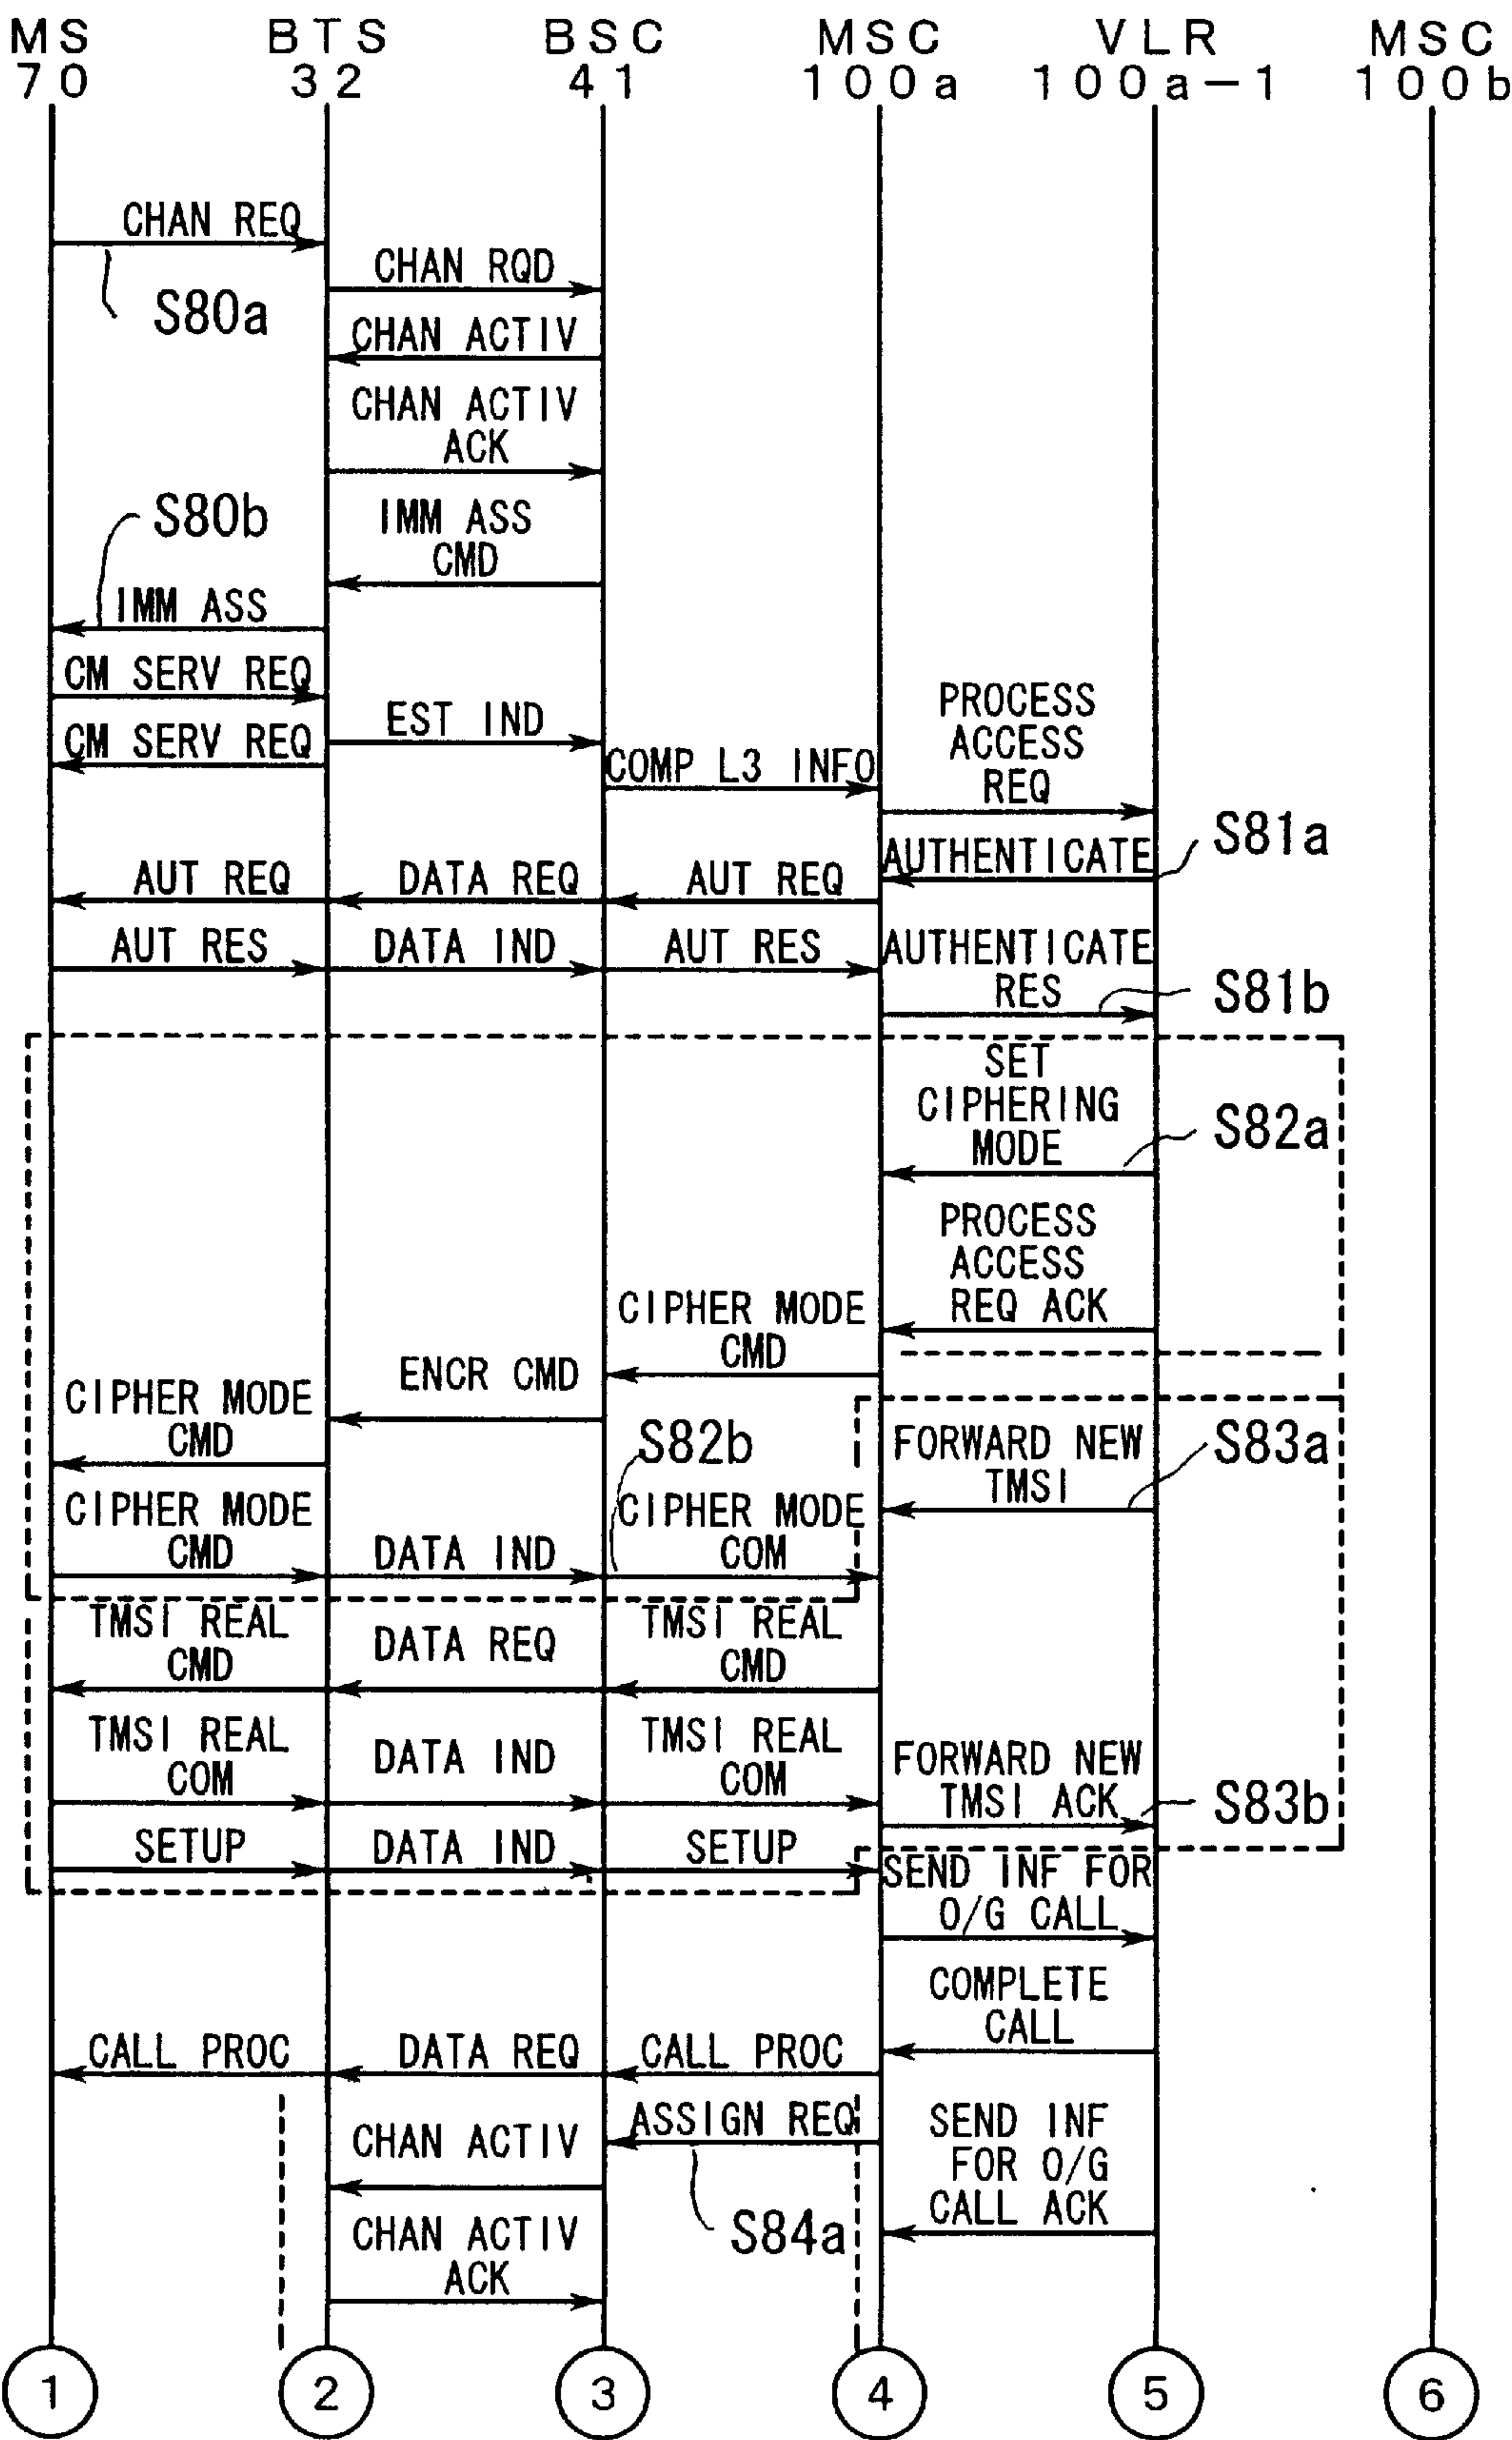 MS BTS BSC MSC VLR MSC
70 32 41 100a 100a-1 100b
CHAN REQ
CHAN RQD
S80a
CHAN ACTIV
CHAN ACTIV
ACK
S80b
IMM ASS
CMD
IMM ASS
CM SERV REQ
EST IND
PROCESS
ACCESS
REQ
CM SERV REQ
COMP L3 INFO
S81a
AUTHENTICATE
AUT REQ DATA REQ AUT REQ
AUT RES DATA IND AUT RES AUTHENTICATE
RES
S81b
SET
CIPHERING
MODE
S82a
PROCESS
ACCESS
REQ ACK
CIPHER MODE
CMD
ENCR CMD
CIPHER MODE
CMD
S82b
FORWARD NEW
TMSI
S83a
CIPHER MODE
CMD
DATA IND
CIPHER MODE
COM
TMSI REAL
CMD
DATA REQ
TMSI REAL
CMD
TMSI REAL
COM
DATA IND
TMSI REAL
COM
FORWARD NEW
TMSI ACK
S83b
SETUP DATA IND SETUP
SEND INF FOR
O/G CALL
COMPLETE
CALL
CALL PROC DATA REQ CALL PROC
ASSIGN REQ
CHAN ACTIV
SEND INF
FOR O/G
CALL ACK
S84a
CHAN ACTIV
ACK
1 2 3 4 5 6